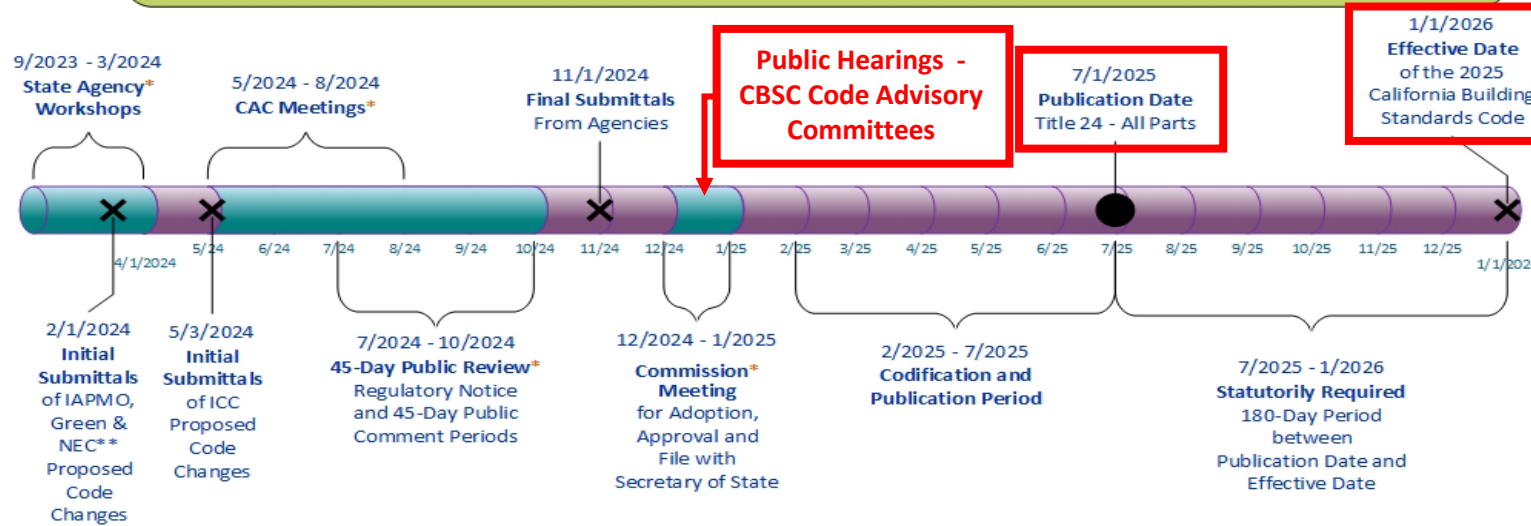 9/2023 - 3/2024
State Agency*
Workshops
5/2024 - 8/2024
CAC Meetings*
11/1/2024
Final Submittals
From Agencies
Public Hearings -
CBSC Code Advisory
Committees
7/1/2025
Publication Date
Title 24 - All Parts
1/1/2026
Effective Date
of the 2025
California Building
Standards Code
4/1/2024
5/24
6/24
7/24
8/24
9/24
10/24
11/24
12/24
1/25
2/25
3/25
4/25
5/25
6/25
7/25
8/25
9/25
10/25
11/25
12/25
1/1/202
2/1/2024
Initial
Submittals
of IAPMO,
Green &
NEC**
Proposed
Code
Changes
5/3/2024
Initial
Submittals
of ICC
Proposed
Code
Changes
7/2024 - 10/2024
45-Day Public Review*
Regulatory Notice
and 45-Day Public
Comment Periods
12/2024 - 1/2025
Commission*
Meeting
for Adoption,
Approval and
File with
Secretary of State
2/2025 - 7/2025
Codification and
Publication Period
7/2025 - 1/2026
Statutorily Required
180-Day Period
between
Publication Date and
Effective Date